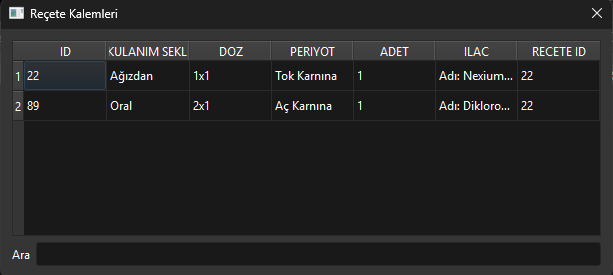 Reçete Kalemleri
ID KULANIM SEKL DOZ PERIYOT ADET ILAC RECETE ID
1 22 Ağızdan 1x1 Tok Karnına 1 Adı: Nexium... 22
2 89 Oral 2x1 Aç Karnına 1 Adı: Dikloro... 22
Ara